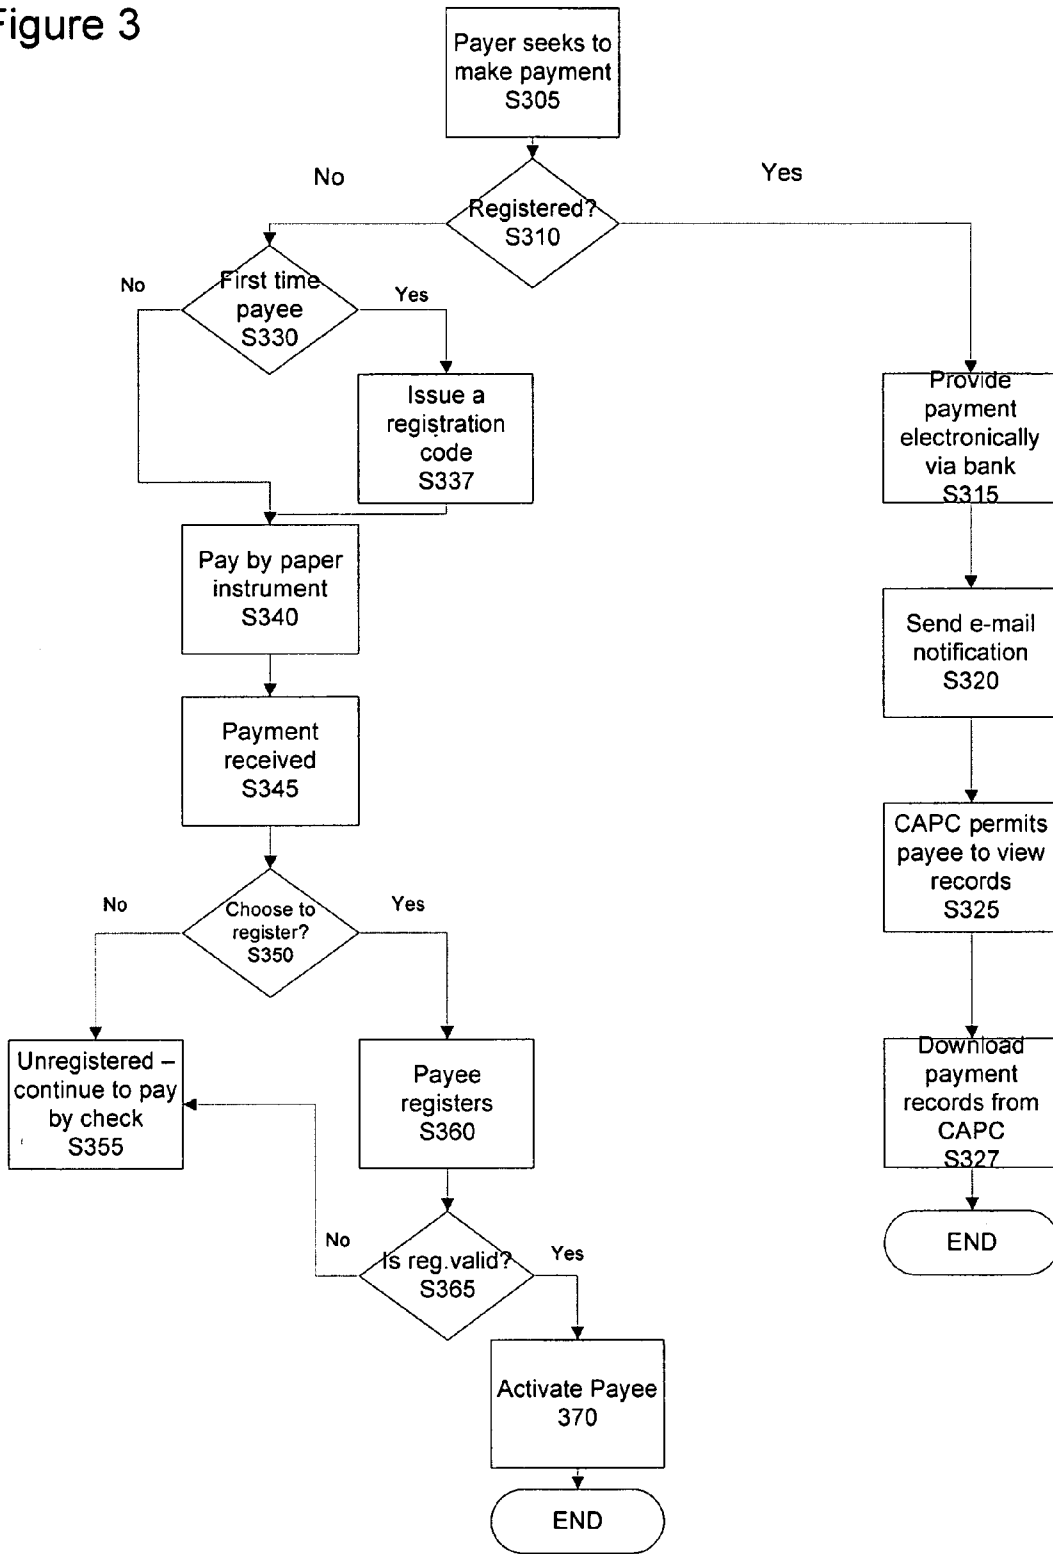 Figure 3
Payer seeks to
make payment
S305
No
Yes
Registered?
S310
No
First time
payee
S330
Yes
Issue a
registration
code
S337
Provide
payment
electronically
via bank
S315
Pay by paper
instrument
S340
Send e-mail
notification
S320
Payment
received
S345
CAPC permits
payee to view
records
S325
No
Choose to
register?
S350
Yes
Unregistered –
continue to pay
by check
S355
Payee
registers
S360
Download
payment
records from
CAPC
S327
No
Is reg.valid?
S365
Yes
END
Activate Payee
370
END